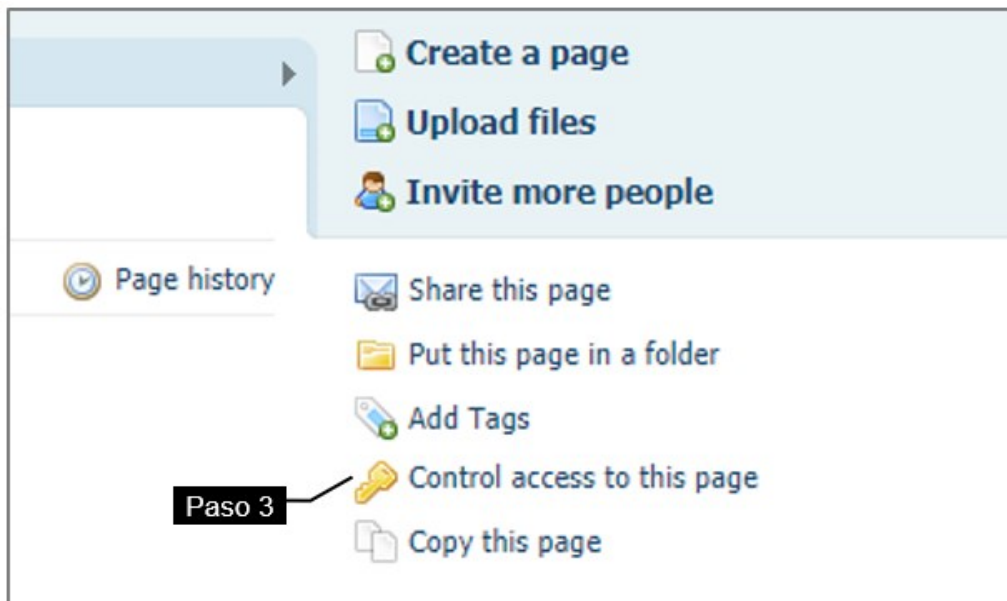 Create a page
Upload files
Invite more people
Page history
Share this page
Put this page in a folder
Add Tags
Control access to this page
Paso 3
Copy this page